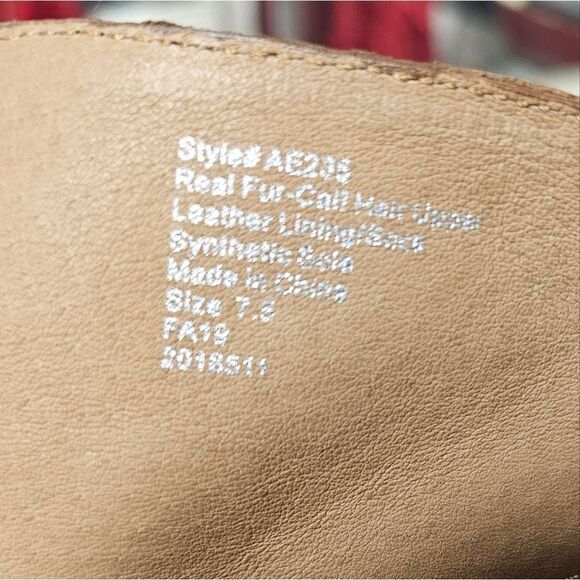 Style# AE235
Real Fur-Calf Hair Upper
Leather Lining/Sock
Synthetic Sole
Made in China
Size 7.5
FA19
2018511